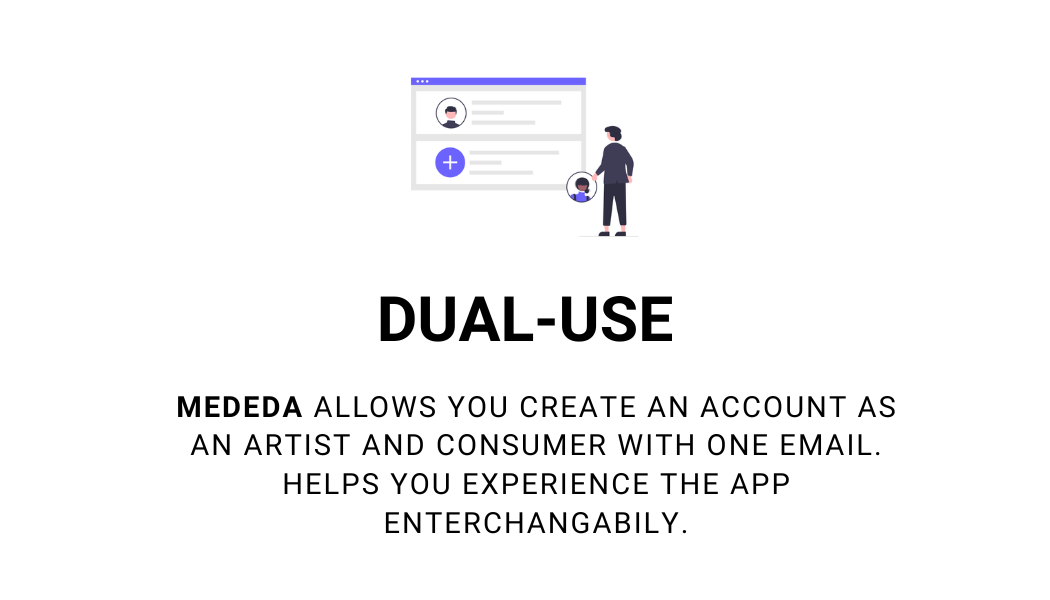 DUAL-USE
MEDEDA ALLOWS YOU CREATE AN ACCOUNT AS
AN ARTIST AND CONSUMER WITH ONE EMAIL.
HELPS YOU EXPERIENCE THE APP
ENTERCHANGABILY.